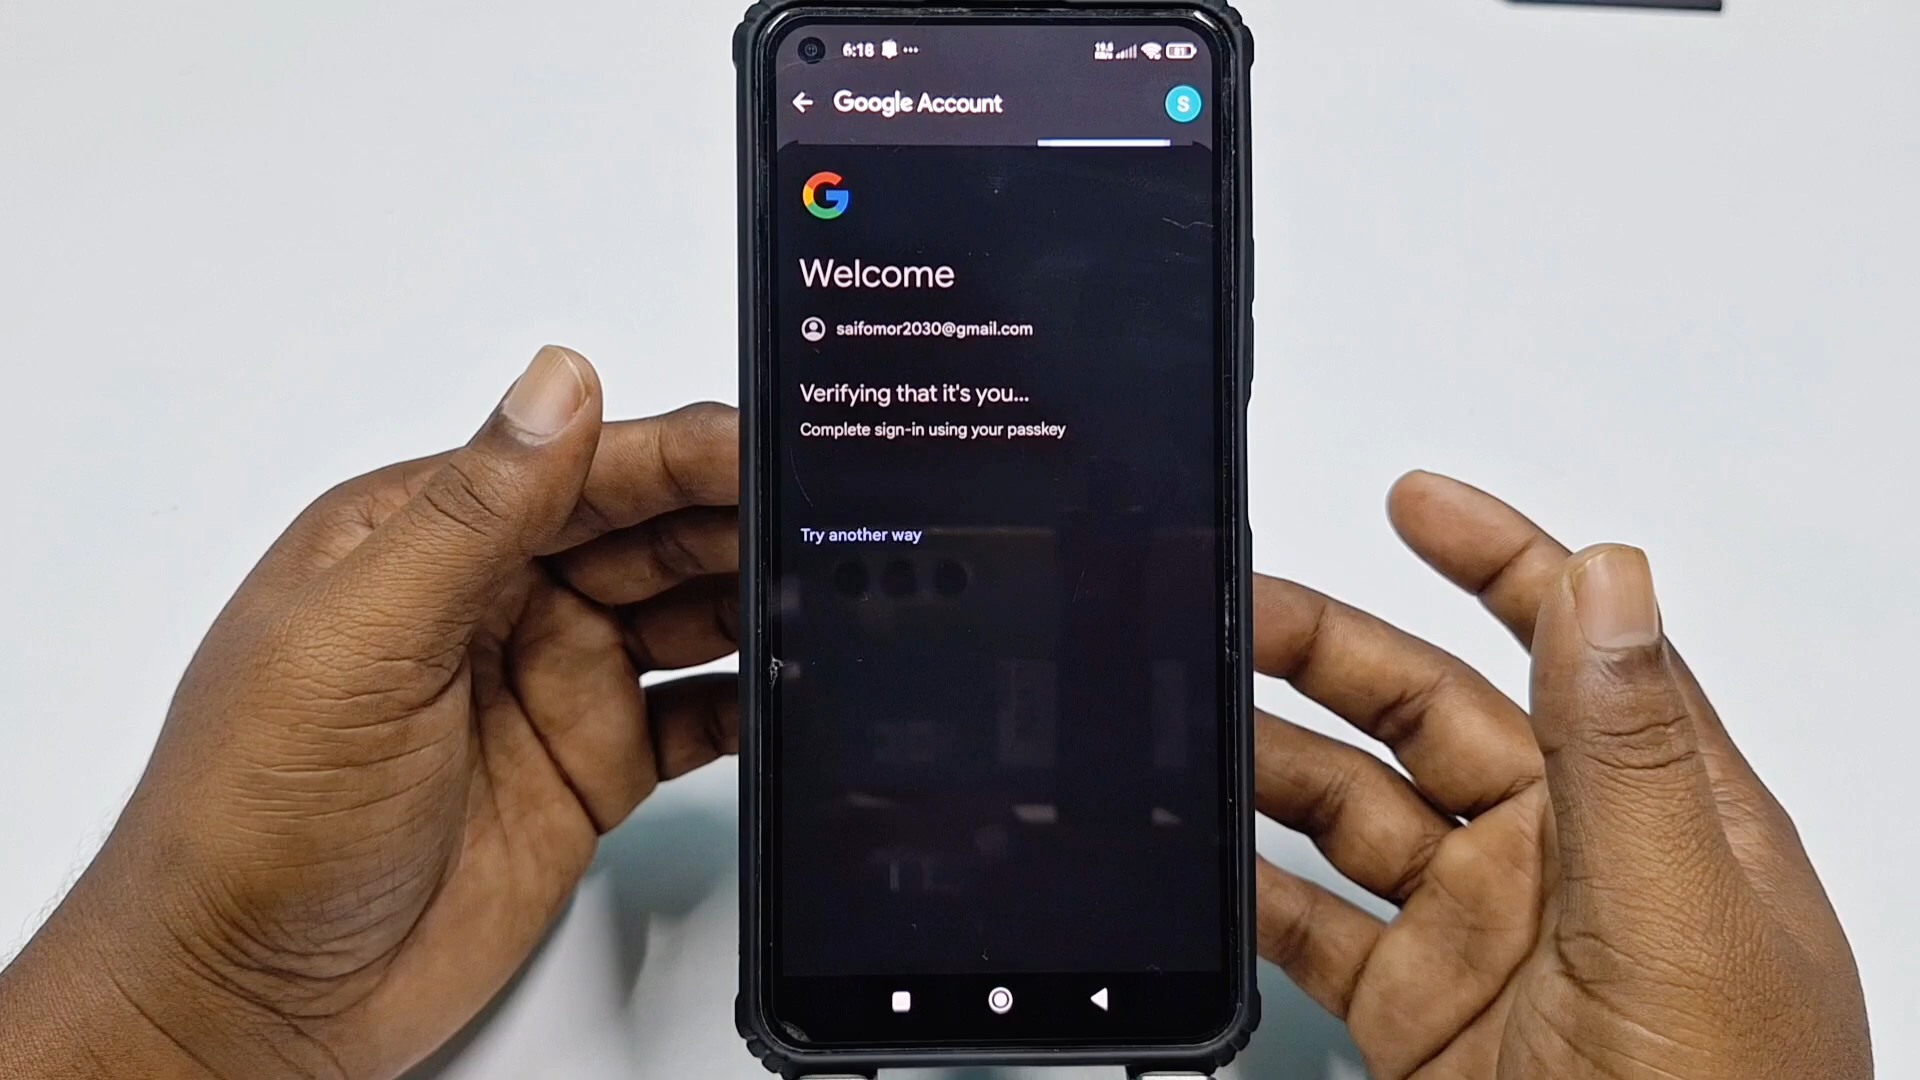 6:18
Google Account
S
G
Welcome
saifomor2030@gmail.com
Verifying that it's you...
Complete sign-in using your passkey
Try another way